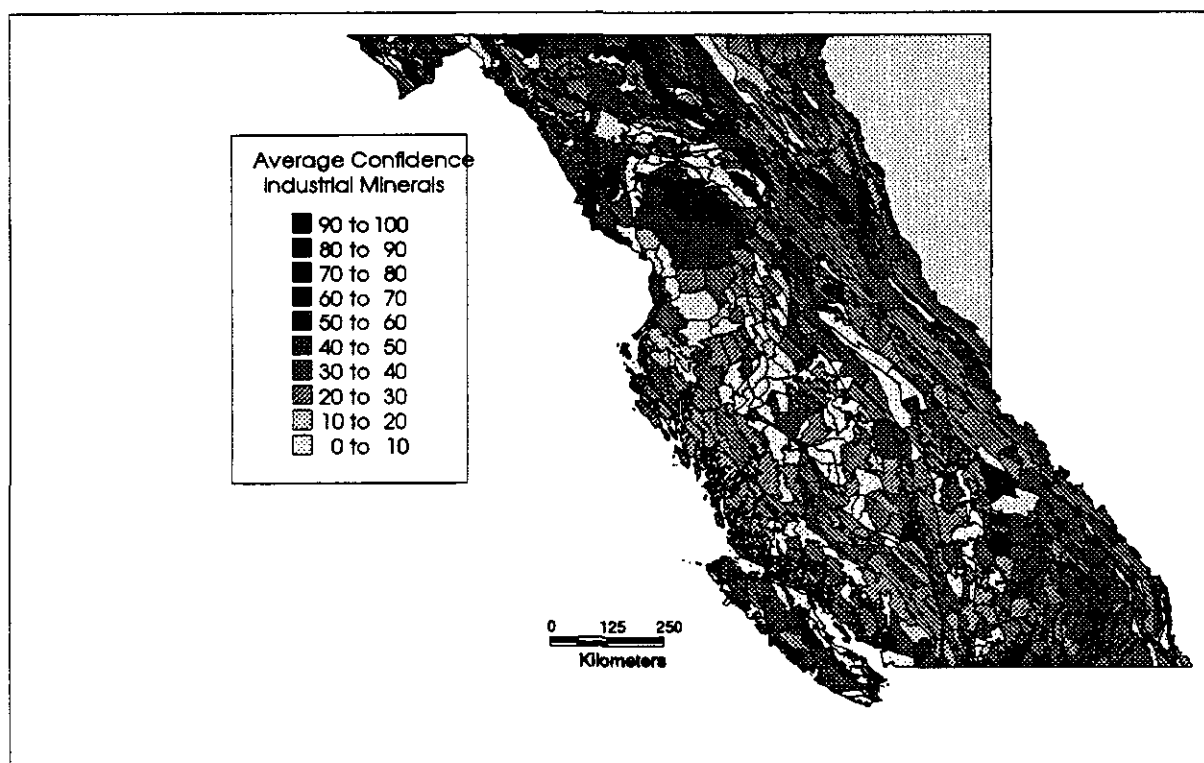 Average Confidence
Industrial Minerals
90 to 100
80 to 90
70 to 80
60 to 70
50 to 60
40 to 50
30 to 40
20 to 30
10 to 20
0 to 10
0 125 250
Kilometers